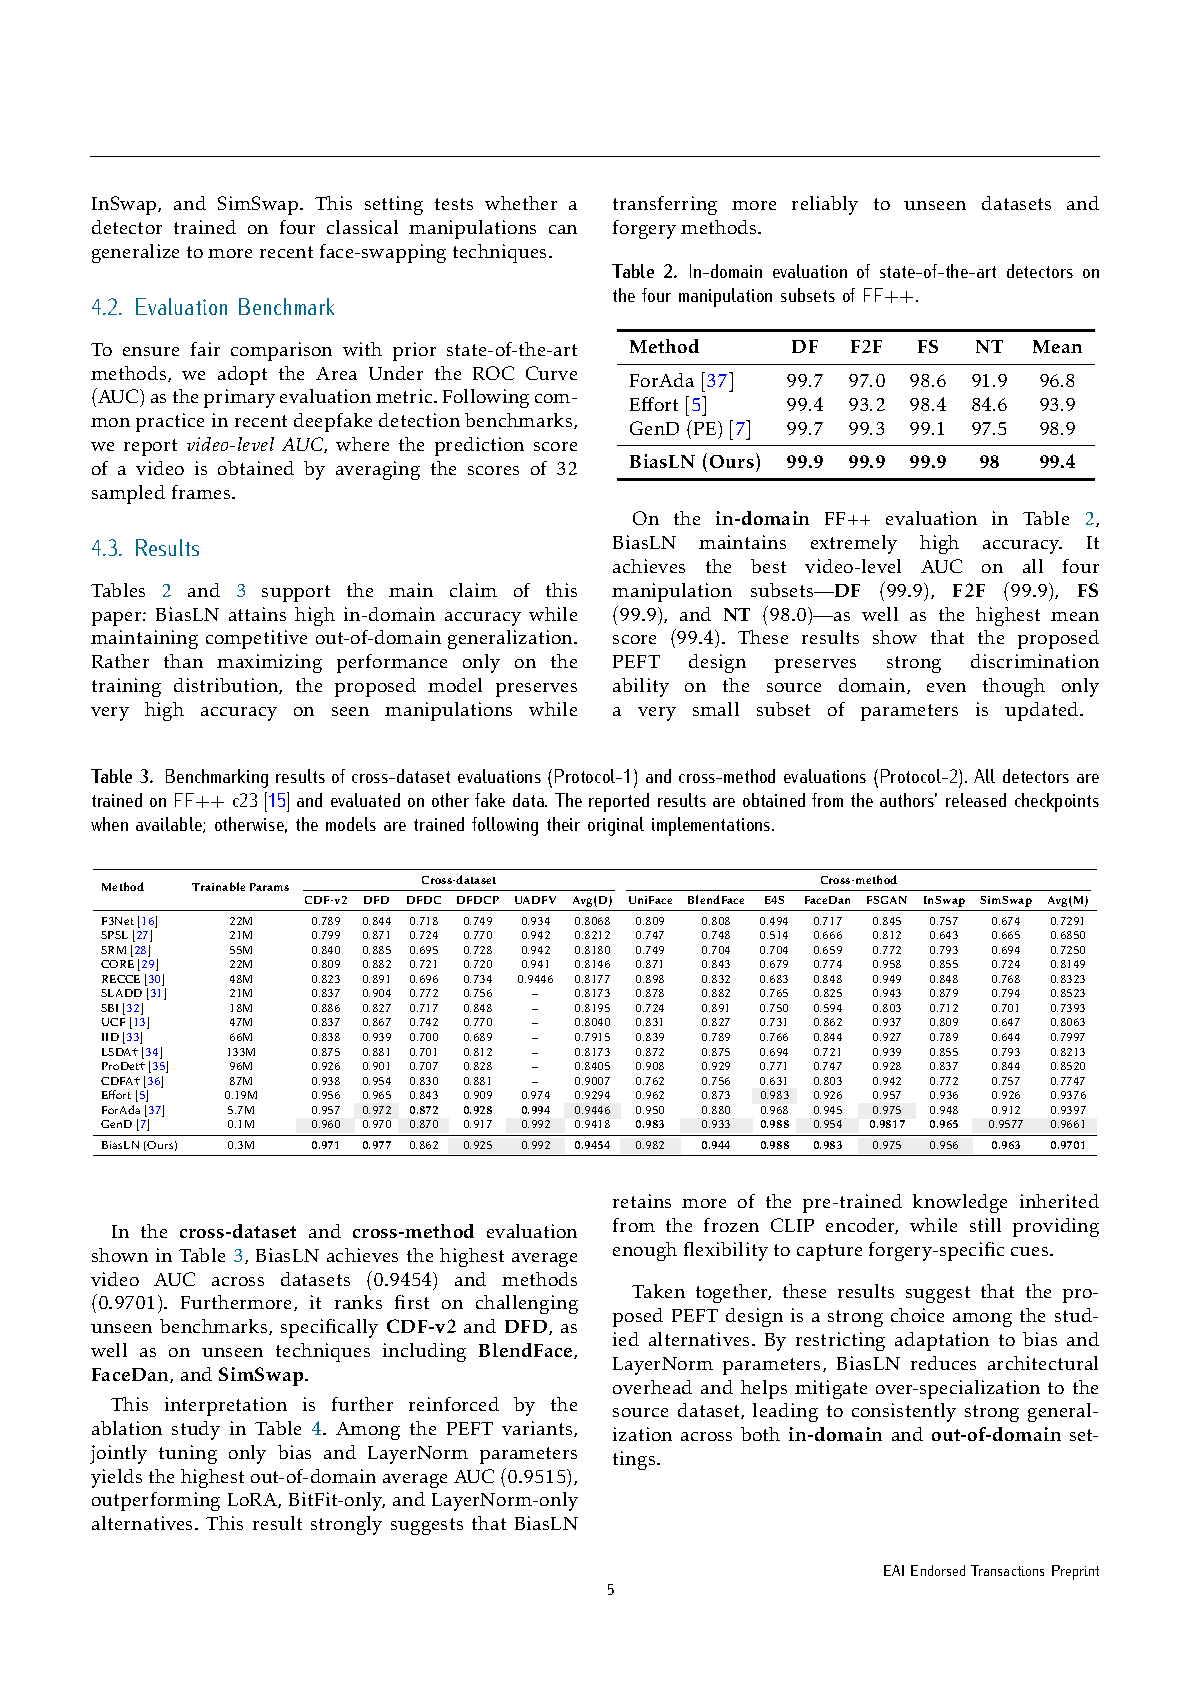 InSwap, and SimSwap. This setting tests whether a
detector trained on four classical manipulations can
generalize to more recent face-swapping techniques.
4.2. Evaluation Benchmark
To ensure fair comparison with prior state-of-the-art
methods, we adopt the Area Under the ROC Curve
(AUC) as the primary evaluation metric. Following com-
mon practice in recent deepfake detection benchmarks,
we report video-level AUC, where the prediction score
of a video is obtained by averaging the scores of 32
sampled frames.
4.3. Results
Tables 2 and 3 support the main claim of this
paper: BiasLN attains high in-domain accuracy while
maintaining competitive out-of-domain generalization.
Rather than maximizing performance only on the
training distribution, the proposed model preserves
very high accuracy on seen manipulations while
transferring more reliably to unseen datasets and
forgery methods.
Table 2. In-domain evaluation of state-of-the-art detectors on
the four manipulation subsets of FF++.
Method DF F2F FS NT Mean
ForAda [37] 99.7 97.0 98.6 91.9 96.8
Effort [5] 99.4 93.2 98.4 84.6 93.9
GenD (PE) [7] 99.7 99.3 99.1 97.5 98.9
BiasLN (Ours) 99.9 99.9 99.9 98 99.4
On the in-domain FF++ evaluation in Table 2,
BiasLN maintains extremely high accuracy. It
achieves the best video-level AUC on all four
manipulation subsets—DF (99.9), F2F (99.9), FS
(99.9), and NT (98.0)—as well as the highest mean
score (99.4). These results show that the proposed
PEFT design preserves strong discrimination
ability on the source domain, even though only
a very small subset of parameters is updated.
Table 3. Benchmarking results of cross-dataset evaluations (Protocol-1) and cross-method evaluations (Protocol-2). All detectors are
trained on FF++ c23 [15] and evaluated on other fake data. The reported results are obtained from the authors' released checkpoints
when available; otherwise, the models are trained following their original implementations.
Method Trainable Params Cross-dataset Cross-method
CDF-v2 DFD DFDC DFDCP UADFV Avg(D) UniFace BlendFace E4S FaceDan FSGAN InSwap SimSwap Avg(M)
F3Net [16] 22M 0.789 0.844 0.718 0.749 0.934 0.8068 0.809 0.808 0.494 0.717 0.845 0.757 0.674 0.7291
SPSL [27] 21M 0.799 0.871 0.724 0.770 0.942 0.8212 0.747 0.748 0.514 0.666 0.812 0.643 0.665 0.6850
SRM [28] 55M 0.840 0.885 0.695 0.728 0.942 0.8180 0.749 0.704 0.704 0.659 0.772 0.793 0.694 0.7250
CORE [29] 22M 0.809 0.882 0.721 0.720 0.941 0.8146 0.871 0.843 0.679 0.774 0.958 0.855 0.724 0.8149
RECCE [30] 48M 0.823 0.891 0.696 0.734 0.9446 0.8177 0.898 0.832 0.683 0.848 0.949 0.848 0.768 0.8323
SLADD [31] 21M 0.837 0.904 0.772 0.756 – 0.8173 0.878 0.882 0.765 0.825 0.943 0.879 0.794 0.8523
SBI [32] 18M 0.886 0.827 0.717 0.848 – 0.8195 0.724 0.891 0.750 0.594 0.803 0.712 0.701 0.7393
UCF [13] 47M 0.837 0.867 0.742 0.770 – 0.8040 0.831 0.827 0.731 0.862 0.937 0.809 0.647 0.8063
IID [33] 66M 0.838 0.939 0.700 0.689 – 0.7915 0.839 0.789 0.766 0.844 0.927 0.789 0.644 0.7997
LSDA† [34] 133M 0.875 0.881 0.701 0.812 – 0.8173 0.872 0.875 0.694 0.721 0.939 0.855 0.793 0.8213
ProDet† [35] 96M 0.926 0.901 0.707 0.828 – 0.8405 0.908 0.929 0.771 0.747 0.928 0.837 0.844 0.8520
CDFA† [36] 87M 0.938 0.954 0.830 0.881 – 0.9007 0.762 0.756 0.631 0.803 0.942 0.772 0.757 0.7747
Effort [5] 0.19M 0.956 0.965 0.843 0.909 0.974 0.9294 0.962 0.873 0.983 0.926 0.957 0.936 0.926 0.9376
ForAda [37] 5.7M 0.957 0.972 0.872 0.928 0.994 0.9446 0.950 0.880 0.968 0.945 0.975 0.948 0.912 0.9397
GenD [7] 0.1M 0.960 0.970 0.870 0.917 0.992 0.9418 0.983 0.933 0.988 0.954 0.9817 0.965 0.9577 0.9661
BiasLN (Ours) 0.3M 0.971 0.977 0.862 0.925 0.992 0.9454 0.982 0.944 0.988 0.983 0.975 0.956 0.963 0.9701
In the cross-dataset and cross-method evaluation
shown in Table 3, BiasLN achieves the highest average
video AUC across datasets (0.9454) and methods
(0.9701). Furthermore, it ranks first on challenging
unseen benchmarks, specifically CDF-v2 and DFD, as
well as on unseen techniques including BlendFace,
FaceDan, and SimSwap.
This interpretation is further reinforced by the
ablation study in Table 4. Among the PEFT variants,
jointly tuning only bias and LayerNorm parameters
yields the highest out-of-domain average AUC (0.9515),
outperforming LoRA, BitFit-only, and LayerNorm-only
alternatives. This result strongly suggests that BiasLN
retains more of the pre-trained knowledge inherited
from the frozen CLIP encoder, while still providing
enough flexibility to capture forgery-specific cues.
Taken together, these results suggest that the pro-
posed PEFT design is a strong choice among the stud-
ied alternatives. By restricting adaptation to bias and
LayerNorm parameters, BiasLN reduces architectural
overhead and helps mitigate over-specialization to the
source dataset, leading to consistently strong general-
ization across both in-domain and out-of-domain set-
tings.
EAI Endorsed Transactions Preprint
5